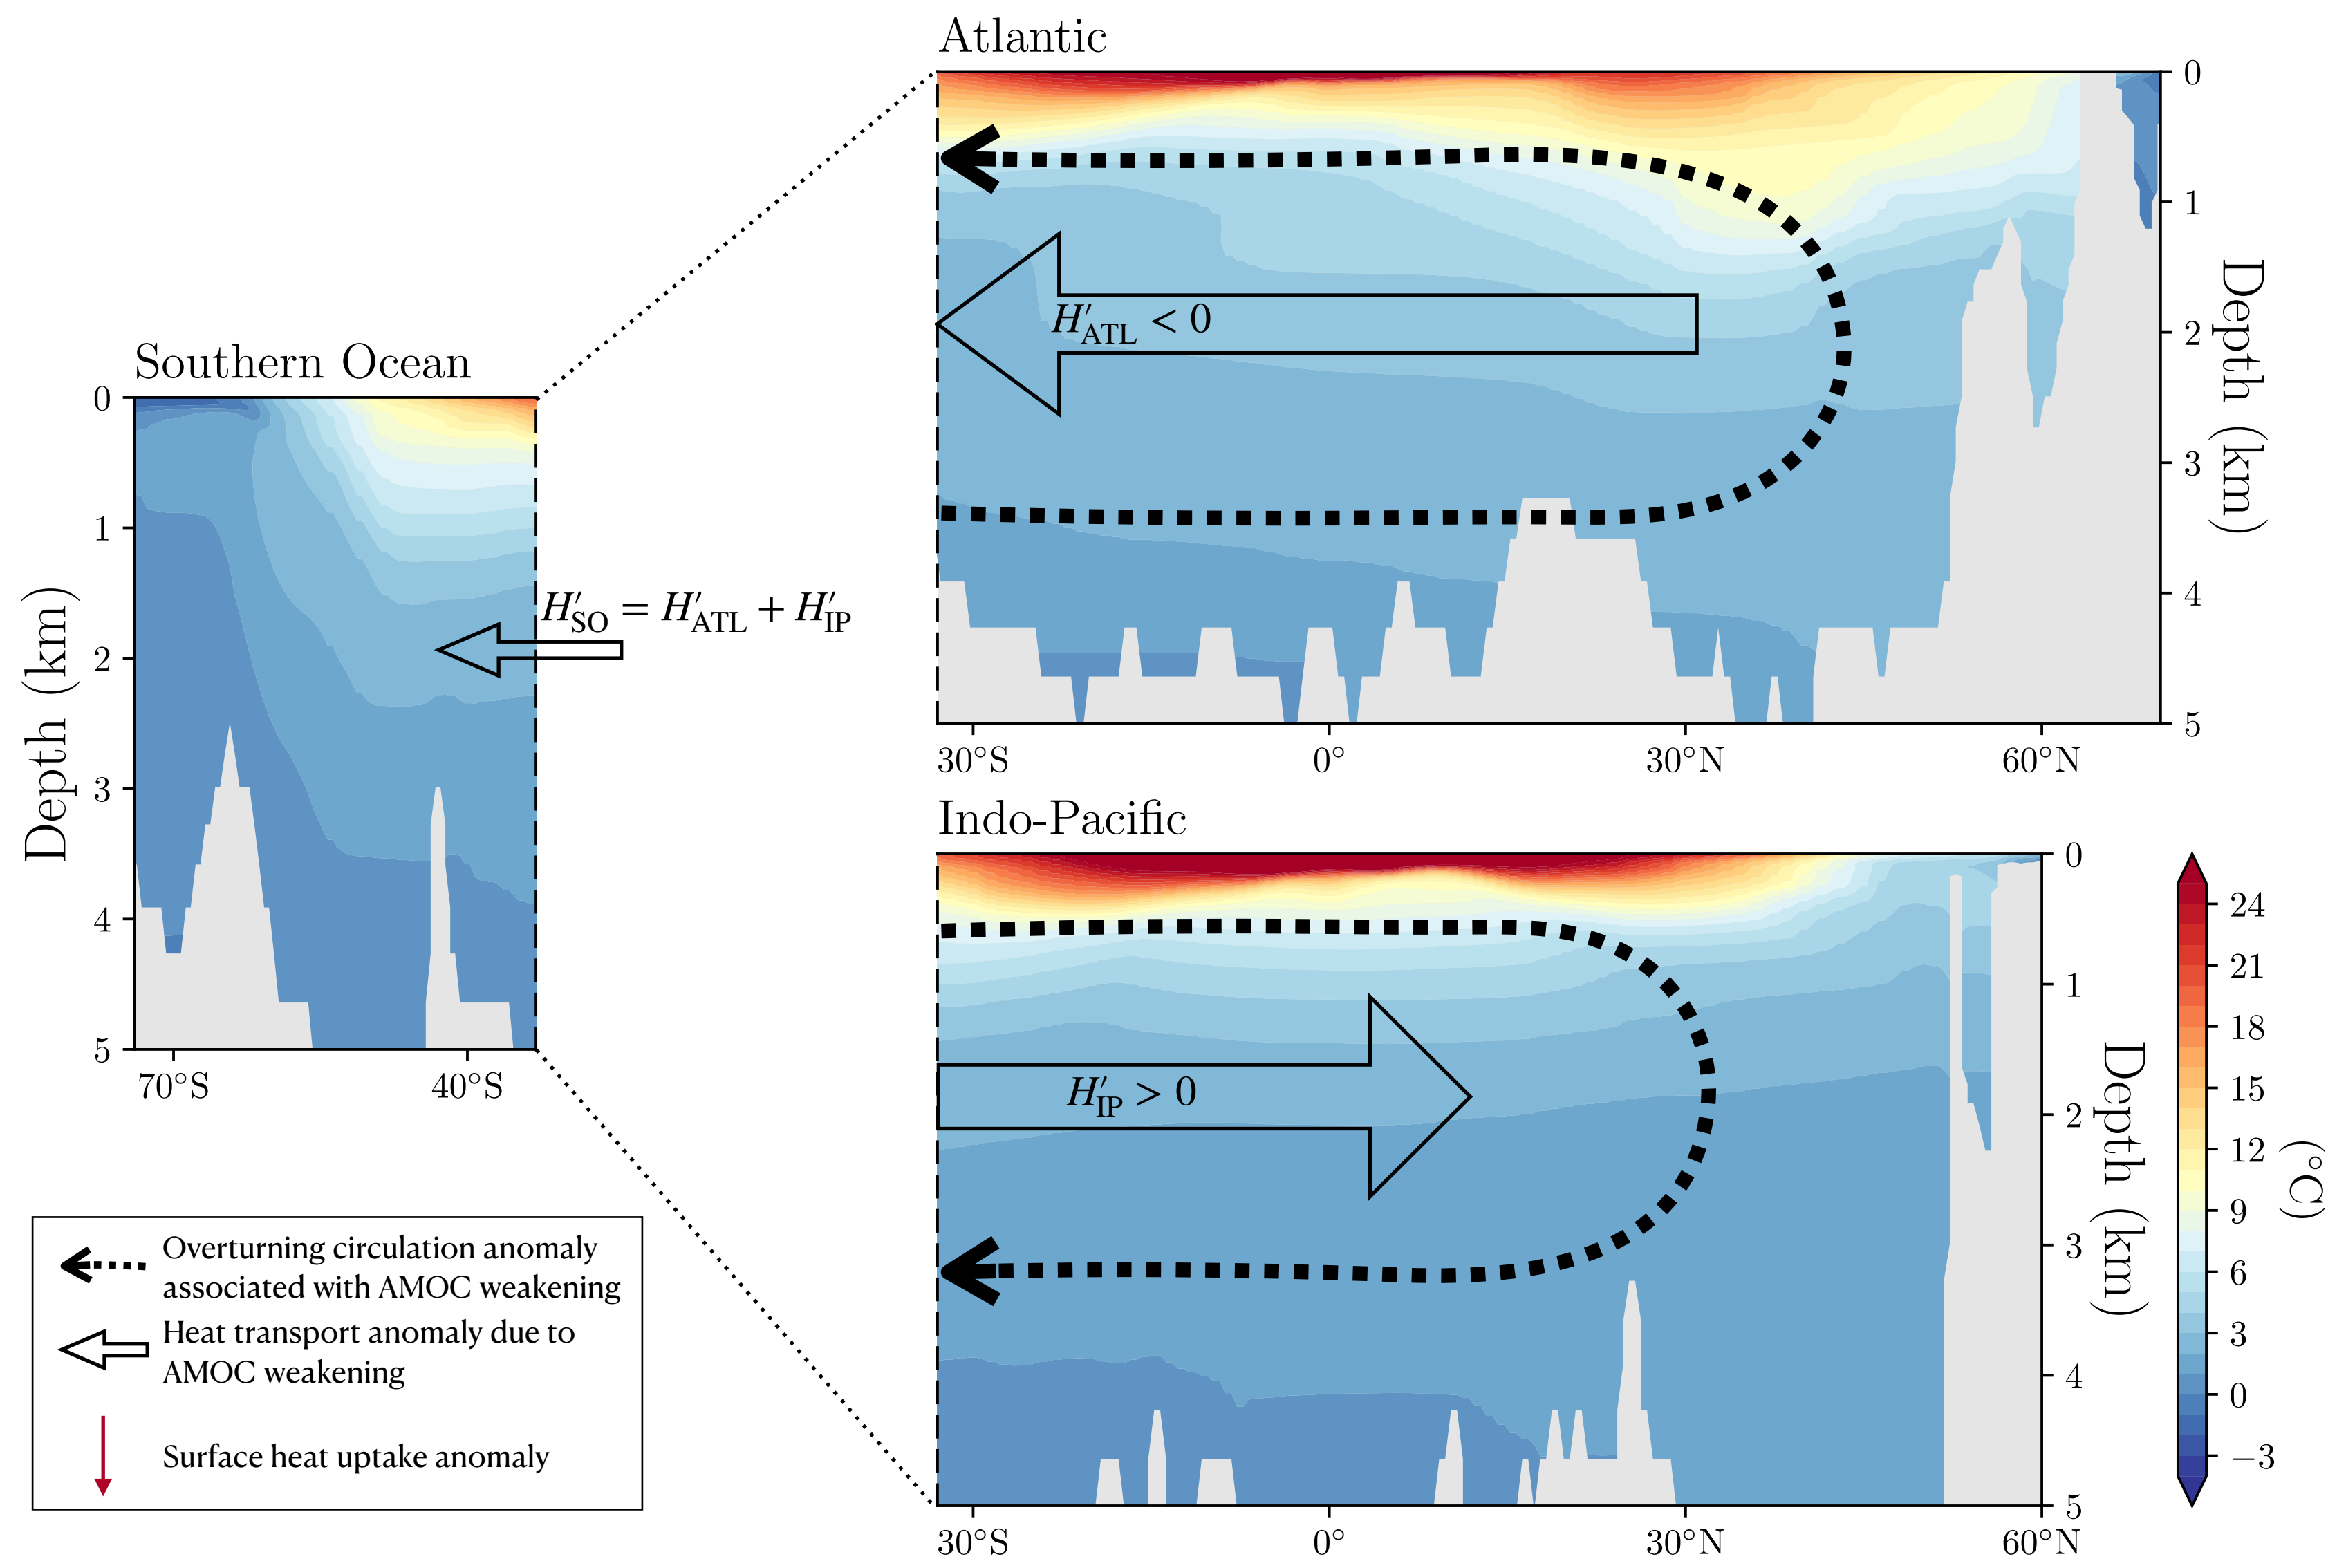 Atlantic
0
1
2
3
4
5
Depth (km)
H′ATL < 0
30°S
0°
30°N
60°N
Southern Ocean
0
1
2
3
4
5
Depth (km)
70°S
40°S
H′SO = H′ATL + H′IP
Indo-Pacific
0
1
2
3
4
5
Depth (km)
H′IP > 0
30°S
0°
30°N
60°N
24
21
18
15
12
9
6
3
0
−3
(°C)
Overturning circulation anomaly
associated with AMOC weakening
Heat transport anomaly due to
AMOC weakening
Surface heat uptake anomaly